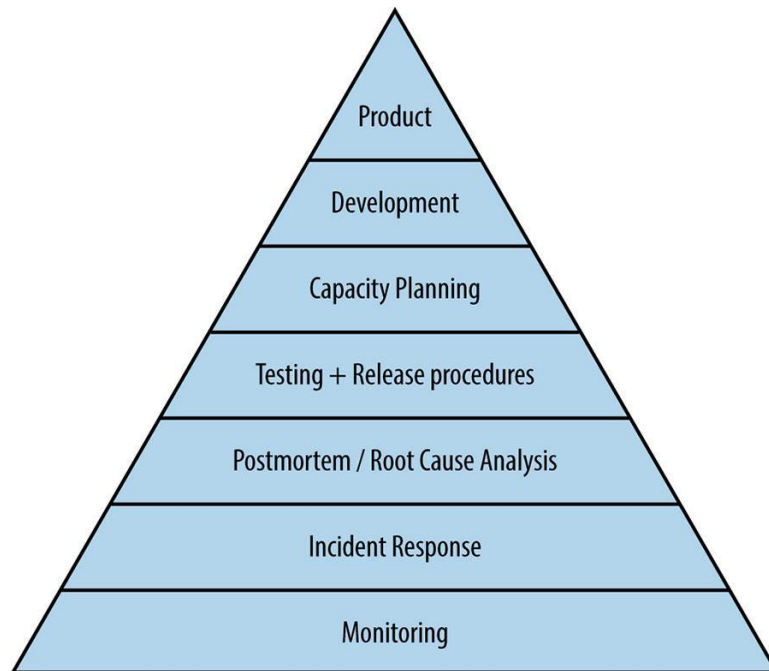 Product
Development
Capacity Planning
Testing + Release procedures
Postmortem / Root Cause Analysis
Incident Response
Monitoring